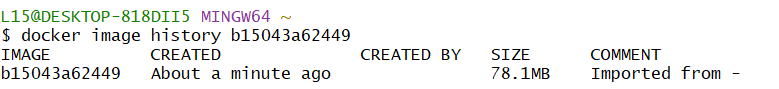 L15@DESKTOP-818DII5 MINGW64 ~
$ docker image history b15043a62449
IMAGE CREATED CREATED BY SIZE COMMENT
b15043a62449 About a minute ago 78.1MB Imported from -